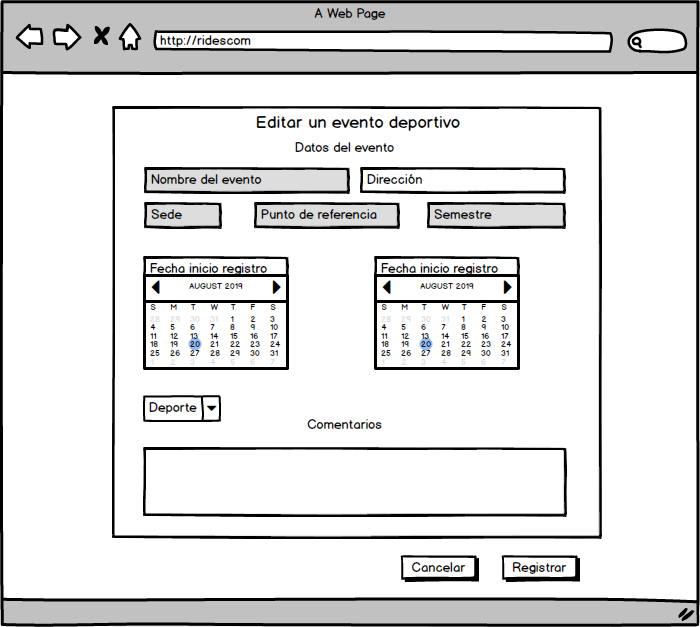 A Web Page
http://ridescom
Editar un evento deportivo
Datos del evento
Nombre del evento Dirección
Sede Punto de referencia Semestre
Fecha inicio registro Fecha inicio registro
AUGUST 2019 AUGUST 2019
S M T W T F S S M T W T F S
28 29 30 31 1 2 3 28 29 30 31 1 2 3
4 5 6 7 8 9 10 4 5 6 7 8 9 10
11 12 13 14 15 16 17 11 12 13 14 15 16 17
18 19 20 21 22 23 24 18 19 20 21 22 23 24
25 26 27 28 29 30 31 25 26 27 28 29 30 31
1 2 3 4 5 6 7 1 2 3 4 5 6 7
Deporte
Comentarios
Cancelar Registrar